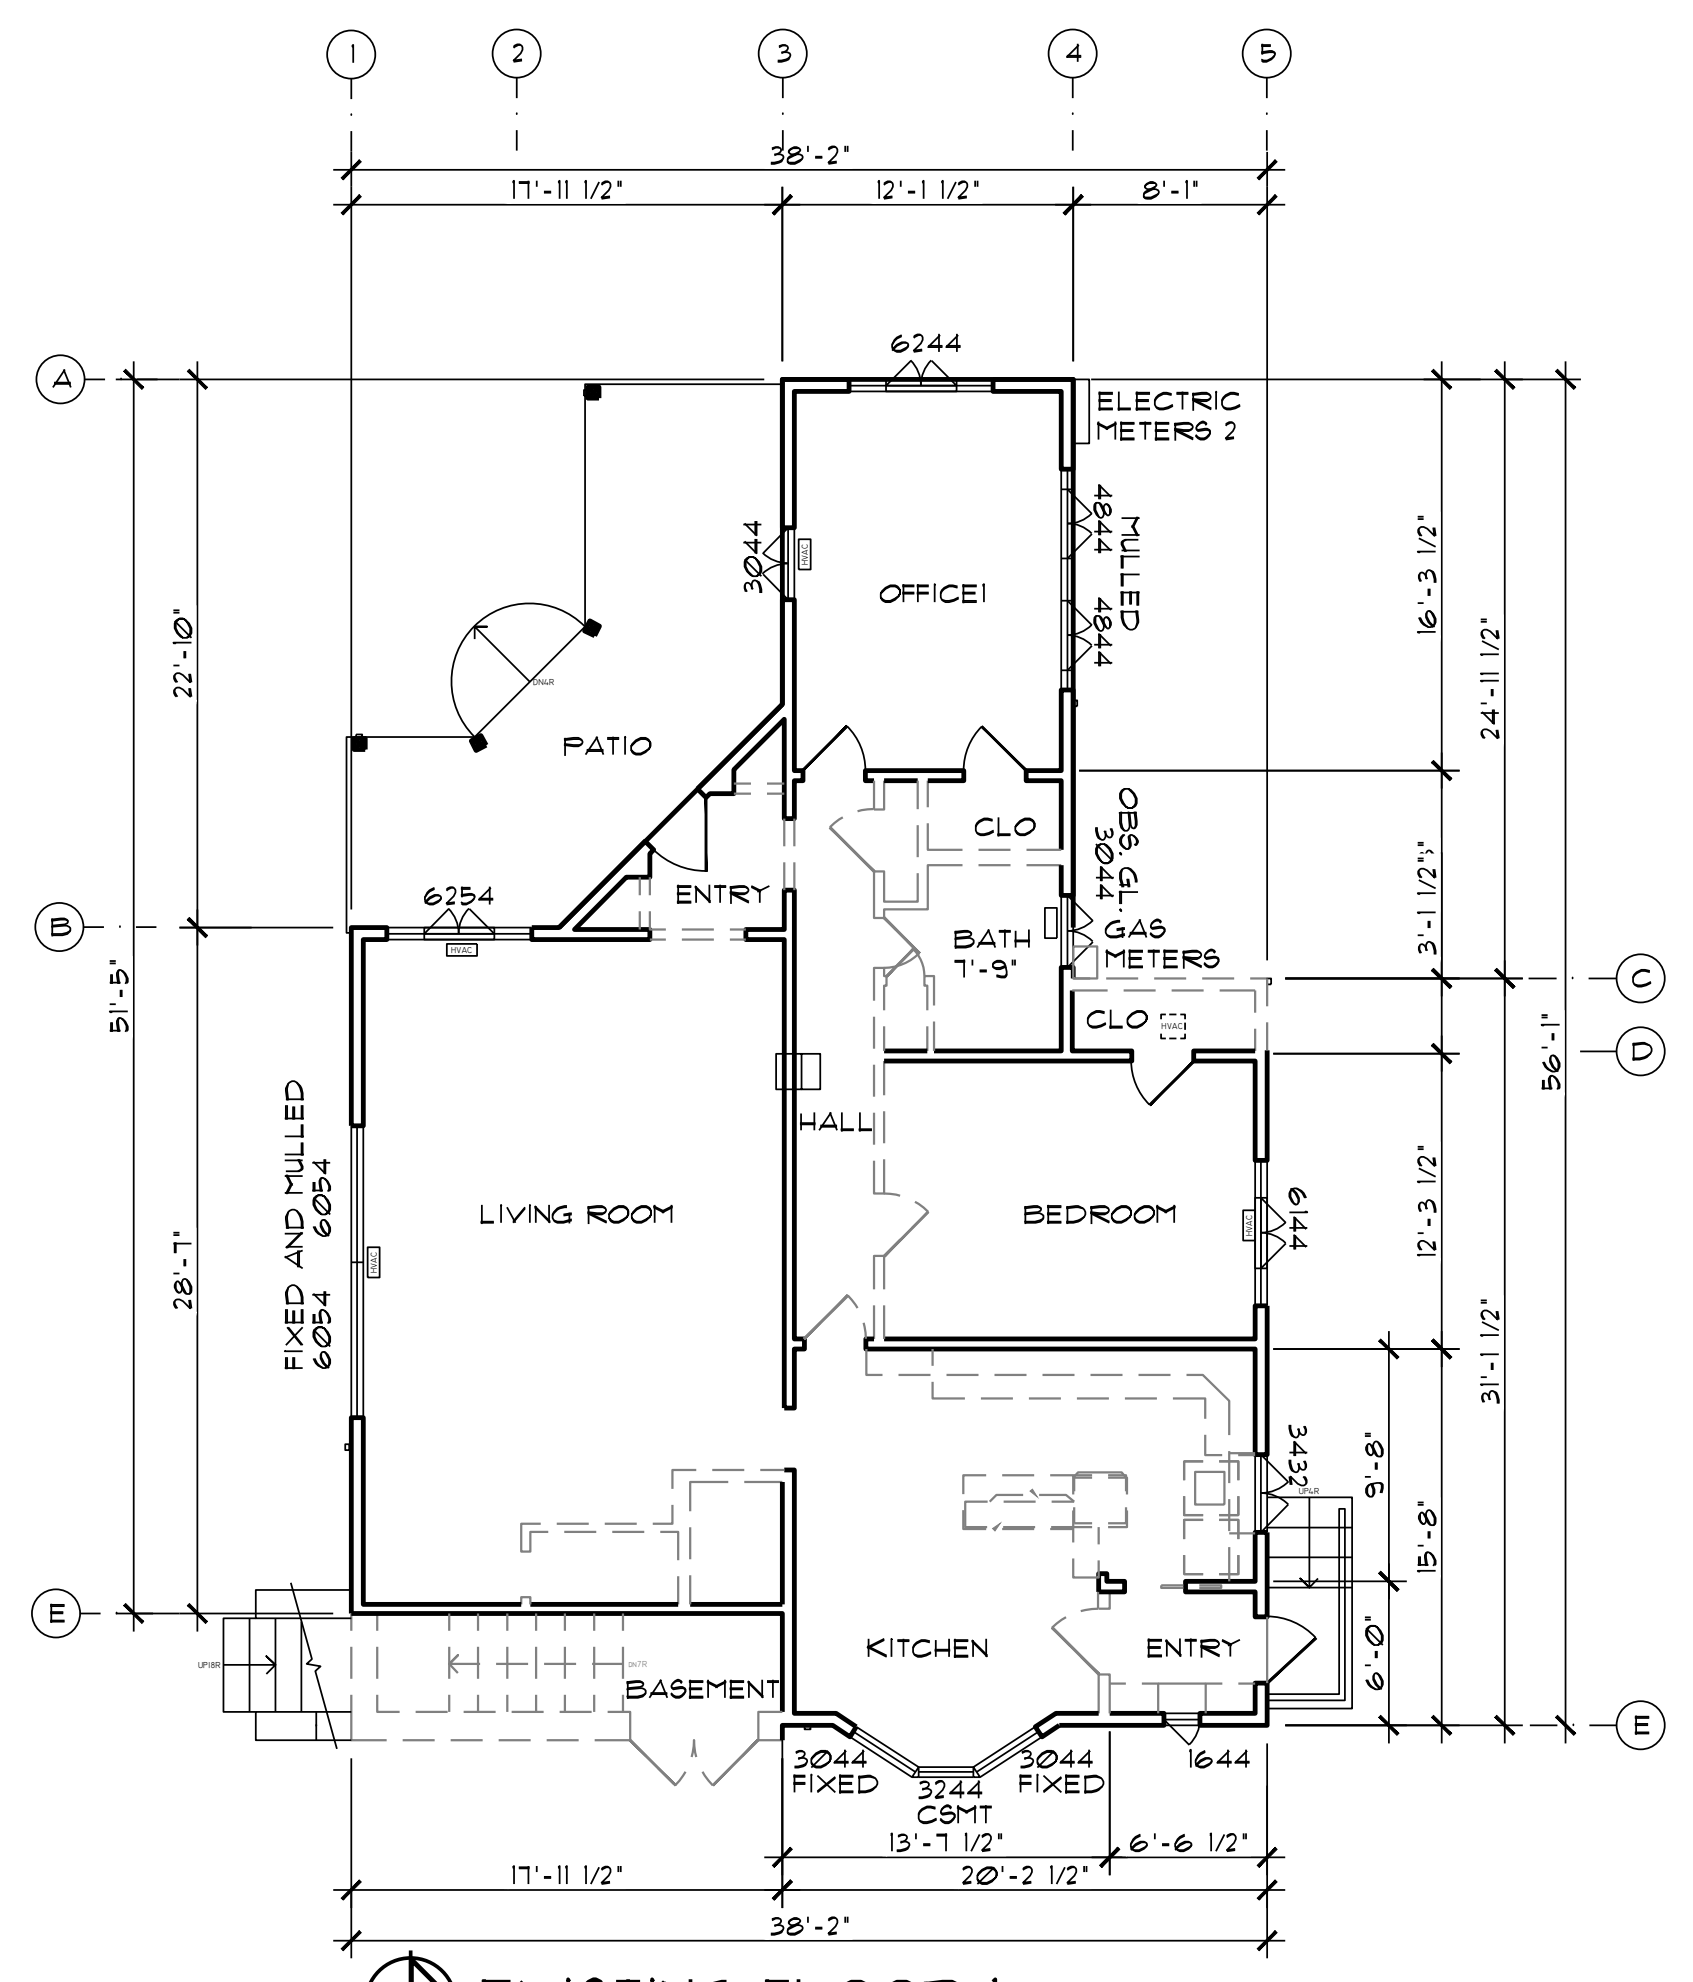 1 2 3 4 5
38'-2"
17'-11 1/2" 12'-1 1/2" 8'-1"
6244
A
ELECTRIC
METERS 2
4844 4844
MULLED
3044
HVAC
OFFICE1
16'-3 1/2"
24'-11 1/2"
22'-10"
DN4R
PATIO
OBS. GL.
3044
CLO
3'-1 1/2"
6254
ENTRY
B
HVAC
BATH
7'-9"
GAS
METERS
C
51'-5"
CLO
HVAC
D
56'-1"
HALL
FIXED AND MULLED
6054 6054
HVAC
LIVING ROOM
BEDROOM
HVAC
6144
12'-3 1/2"
28'-7"
31'-1 1/2"
3432
UP4R
9'-8"
15'-8"
E
UP18R
DN7R
BASEMENT
KITCHEN
ENTRY
6'-0"
E
3044
FIXED
3244
CSMT
3044
FIXED
1644
13'-7 1/2" 6'-6 1/2"
17'-11 1/2" 20'-2 1/2"
38'-2"